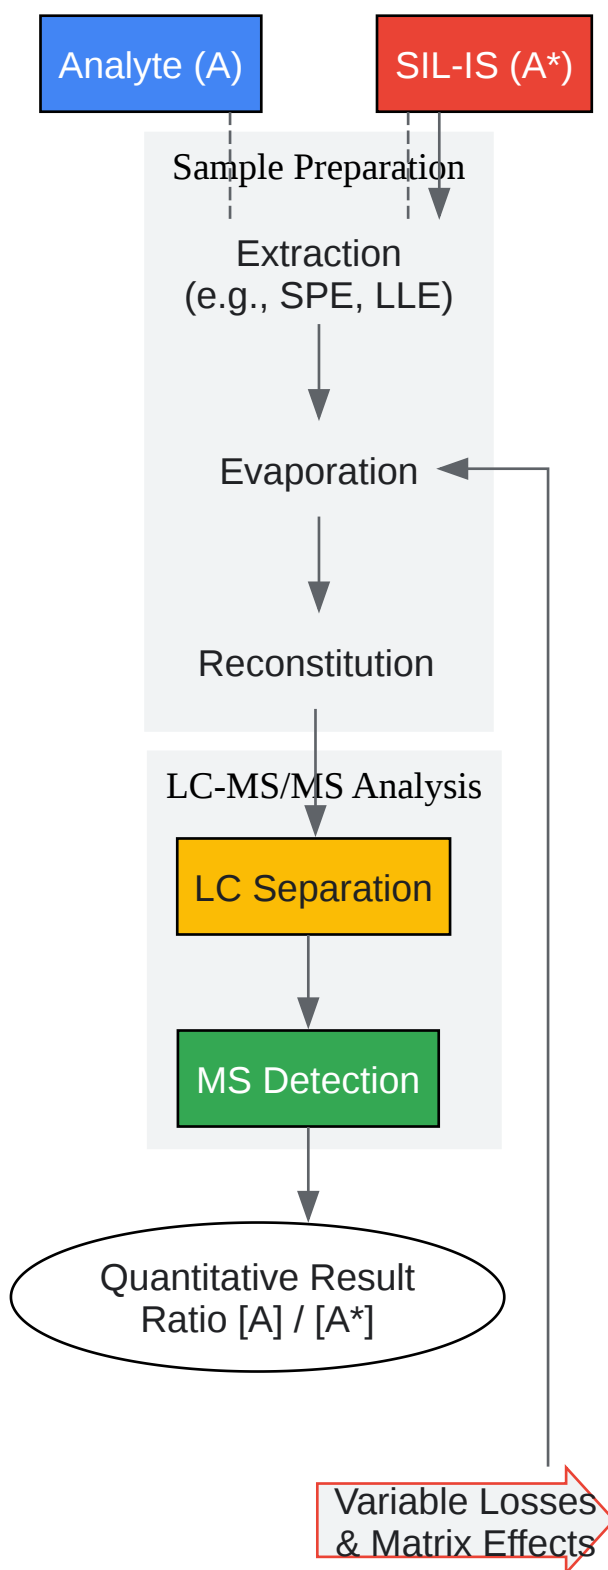 Analyte (A)
SIL-IS (A*)
Sample Preparation
Extraction
(e.g., SPE, LLE)
Evaporation
Reconstitution
LC-MS/MS Analysis
LC Separation
MS Detection
Quantitative Result
Ratio [A] / [A*]
Variable Losses
& Matrix Effects